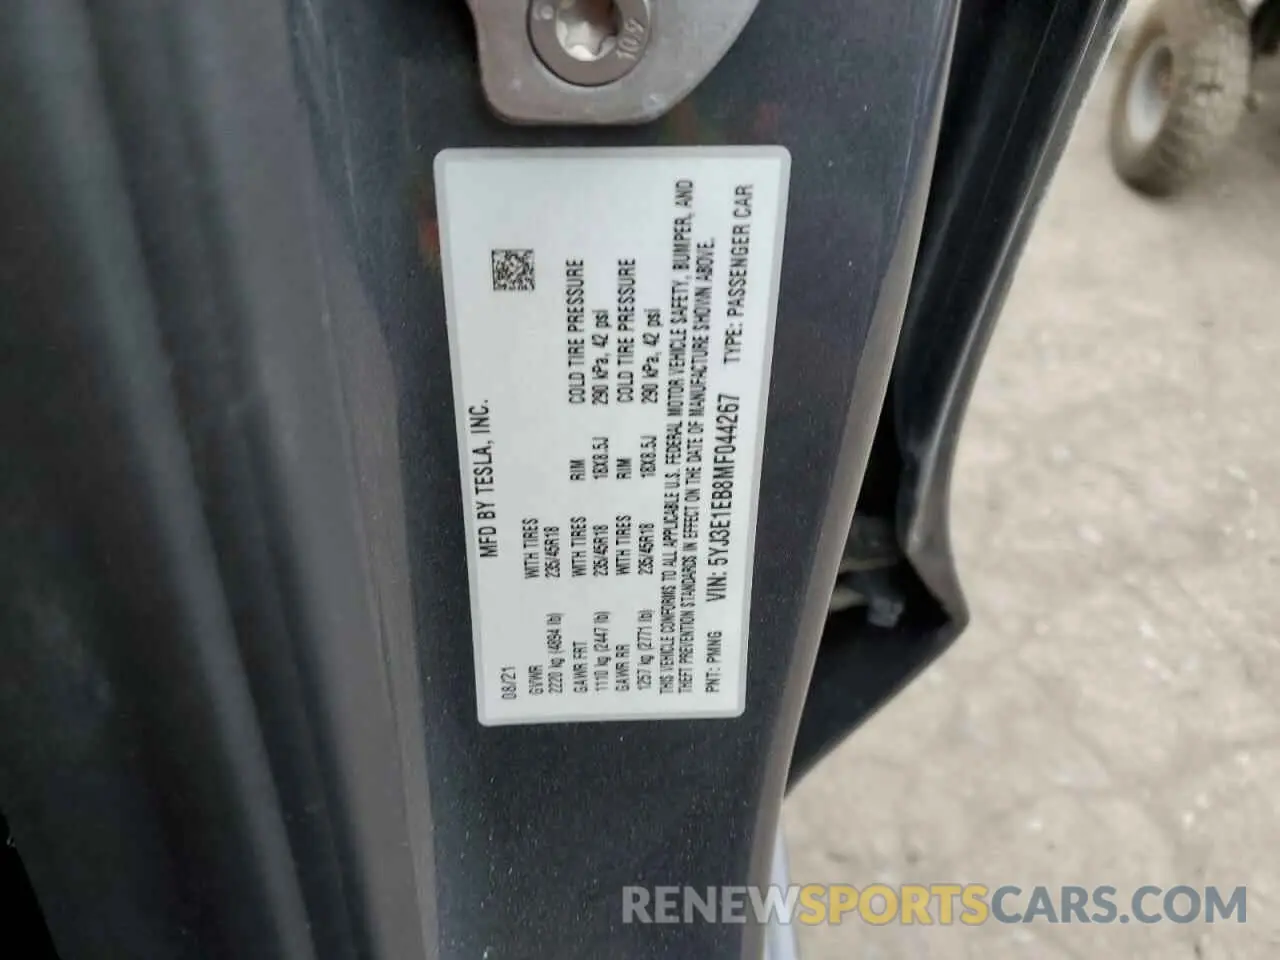 10.9
MFD BY TESLA, INC.
08/21
GVWR WITH TIRES
2220 kg (4894 lb) 235/45R18
GAWR FRT WITH TIRES RIM COLD TIRE PRESSURE
1110 kg (2447 lb) 235/45R18 18X8.5J 290 kPa, 42 psi
GAWR RR WITH TIRES RIM COLD TIRE PRESSURE
1257 kg (2771 lb) 235/45R18 18X8.5J 290 kPa, 42 psi
THIS VEHICLE CONFORMS TO ALL APPLICABLE U.S. FEDERAL MOTOR VEHICLE SAFETY, BUMPER, AND
THEFT PREVENTION STANDARDS IN EFFECT ON THE DATE OF MANUFACTURE SHOWN ABOVE.
PNT: PMNG VIN: 5YJ3E1EB8MF044267 TYPE: PASSENGER CAR
RENEWSPORTSCARS.COM